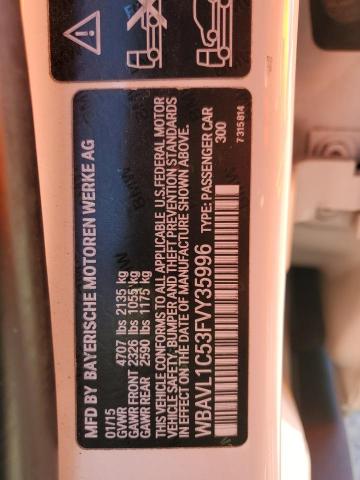 MFD BY BAYERISCHE MOTOREN WERKE AG
01/15
GVWR 4707 lbs 2135 kg
GAWR FRONT 2326 lbs 1055 kg
GAWR REAR 2590 lbs 1175 kg
THIS VEHICLE CONFORMS TO ALL APPLICABLE U.S.FEDERAL MOTOR
VEHICLE SAFETY, BUMPER AND THEFT PREVENTION STANDARDS
IN EFFECT ON THE DATE OF MANUFACTURE SHOWN ABOVE.
WBAVL1C53FVY35996 TYPE: PASSENGER CAR
300
7 315 814